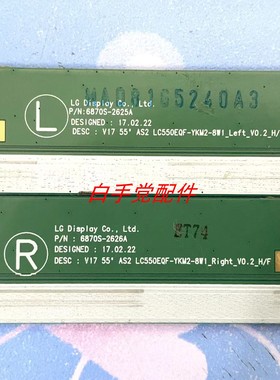 MA0B1G5240A3
L
LG Display Co., Ltd.
P/N:6870S-2625A
DESIGNED : 17.02.22
DESC : V17 55" AS2 LC550EQF-YKM2-8W1_Left_V0.2_H/
白手党配件
R
LG Display Co., Ltd.
P/N : 6870S-2626A
DESIGNED : 17.02.22
DESC : V17 55" AS2 LC550EQF-YKM2-8W1_Right_V0.2_H/F
ET74